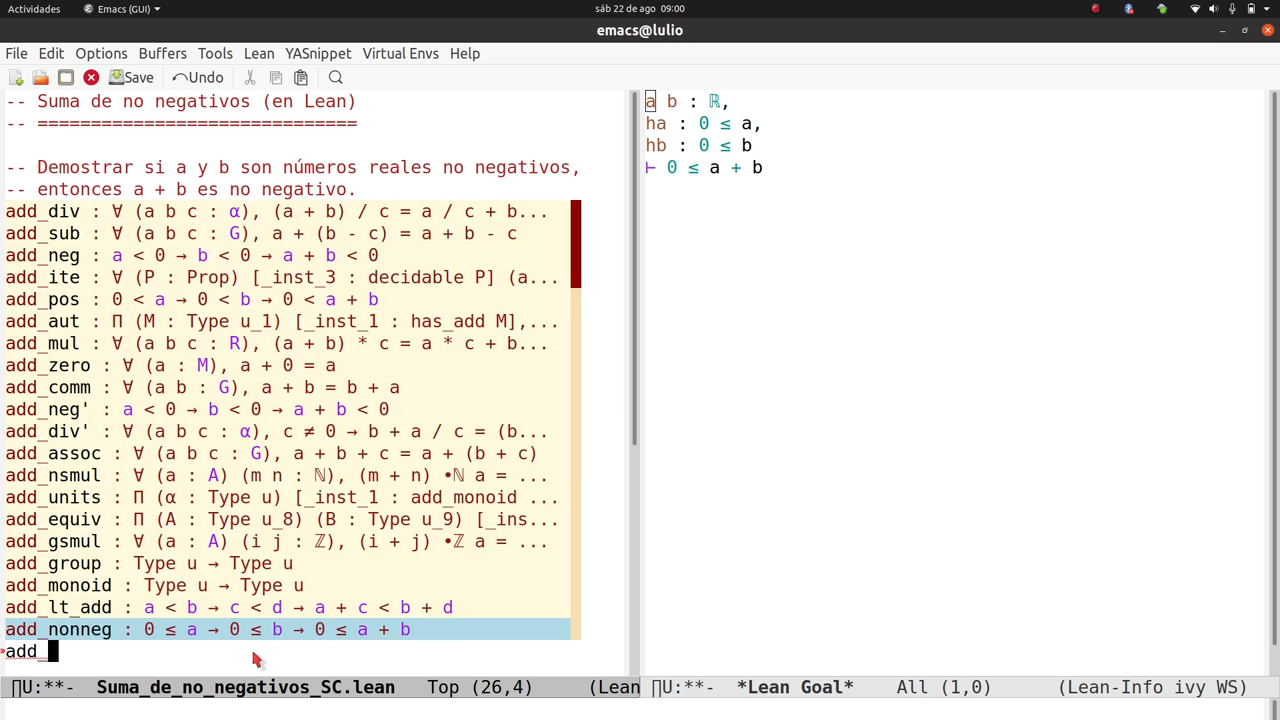 Actividades Emacs (GUI) sáb 22 de ago 09:00
emacs@lulio
File Edit Options Buffers Tools Lean YASnippet Virtual Envs Help
Save Undo
-- Suma de no negativos (en Lean)
-- ==============================
-- Demostrar si a y b son números reales no negativos,
-- entonces a + b es no negativo.
add_div : ∀ (a b c : α), (a + b) / c = a / c + b...
add_sub : ∀ (a b c : G), a + (b - c) = a + b - c
add_neg : a < 0 → b < 0 → a + b < 0
add_ite : ∀ (P : Prop) [_inst_3 : decidable P] (a...
add_pos : 0 < a → 0 < b → 0 < a + b
add_aut : Π (M : Type u_1) [_inst_1 : has_add M],...
add_mul : ∀ (a b c : R), (a + b) * c = a * c + b...
add_zero : ∀ (a : M), a + 0 = a
add_comm : ∀ (a b : G), a + b = b + a
add_neg' : a < 0 → b < 0 → a + b < 0
add_div' : ∀ (a b c : α), c ≠ 0 → b + a / c = (b...
add_assoc : ∀ (a b c : G), a + b + c = a + (b + c)
add_nsmul : ∀ (a : A) (m n : ℕ), (m + n) •ℕ a = ...
add_units : Π (α : Type u) [_inst_1 : add_monoid ...
add_equiv : Π (A : Type u_8) (B : Type u_9) [_ins...
add_gsmul : ∀ (a : A) (i j : ℤ), (i + j) •ℤ a = ...
add_group : Type u → Type u
add_monoid : Type u → Type u
add_lt_add : a < b → c < d → a + c < b + d
add_nonneg : 0 ≤ a → 0 ≤ b → 0 ≤ a + b
add_
∏U:**- Suma_de_no_negativos_SC.lean Top (26,4) (Lean
a b : ℝ,
ha : 0 ≤ a,
hb : 0 ≤ b
⊢ 0 ≤ a + b
∏U:**- *Lean Goal* All (1,0) (Lean-Info ivy WS)